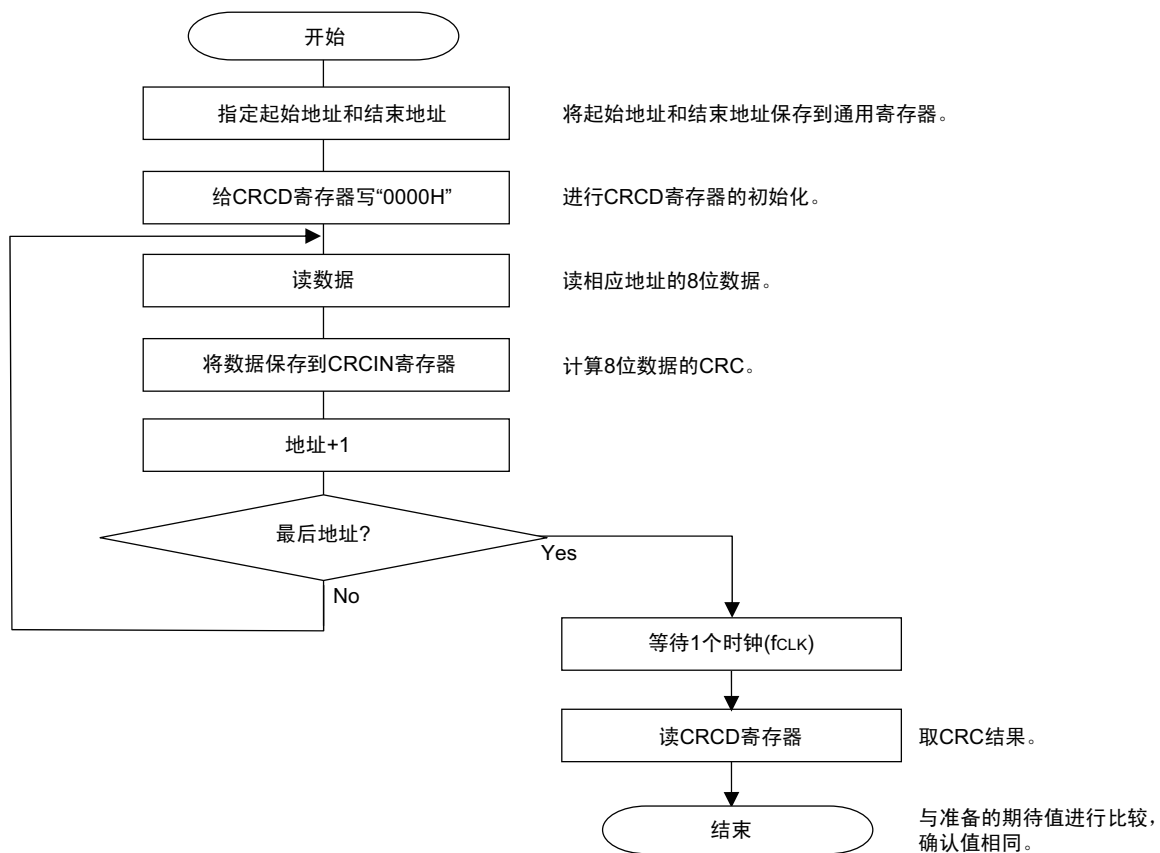 开始
指定起始地址和结束地址
将起始地址和结束地址保存到通用寄存器。
给CRCD寄存器写“0000H”
进行CRCD寄存器的初始化。
读数据
读相应地址的8位数据。
将数据保存到CRCIN寄存器
计算8位数据的CRC。
地址+1
最后地址?
Yes
No
等待1个时钟(fCLK)
读CRCD寄存器
取CRC结果。
结束
与准备的期待值进行比较，
确认值相同。